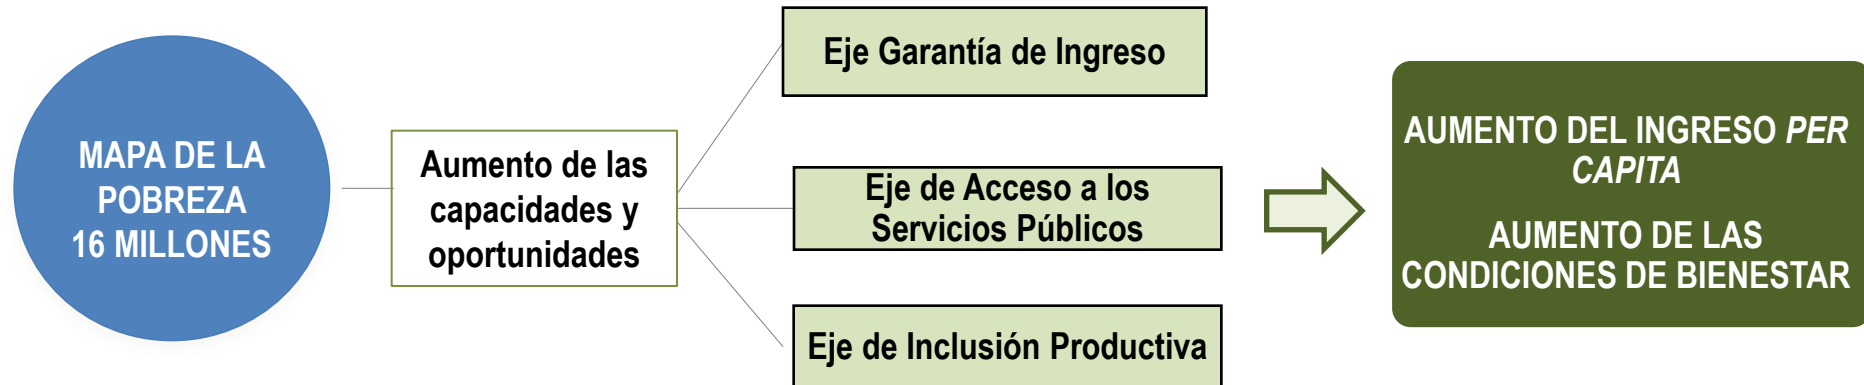 MAPA DE LA
POBREZA
16 MILLONES
Aumento de las
capacidades y
oportunidades
Eje Garantía de Ingreso
Eje de Acceso a los
Servicios Públicos
Eje de Inclusión Productiva
AUMENTO DEL INGRESO PER
CAPITA
AUMENTO DE LAS
CONDICIONES DE BIENESTAR